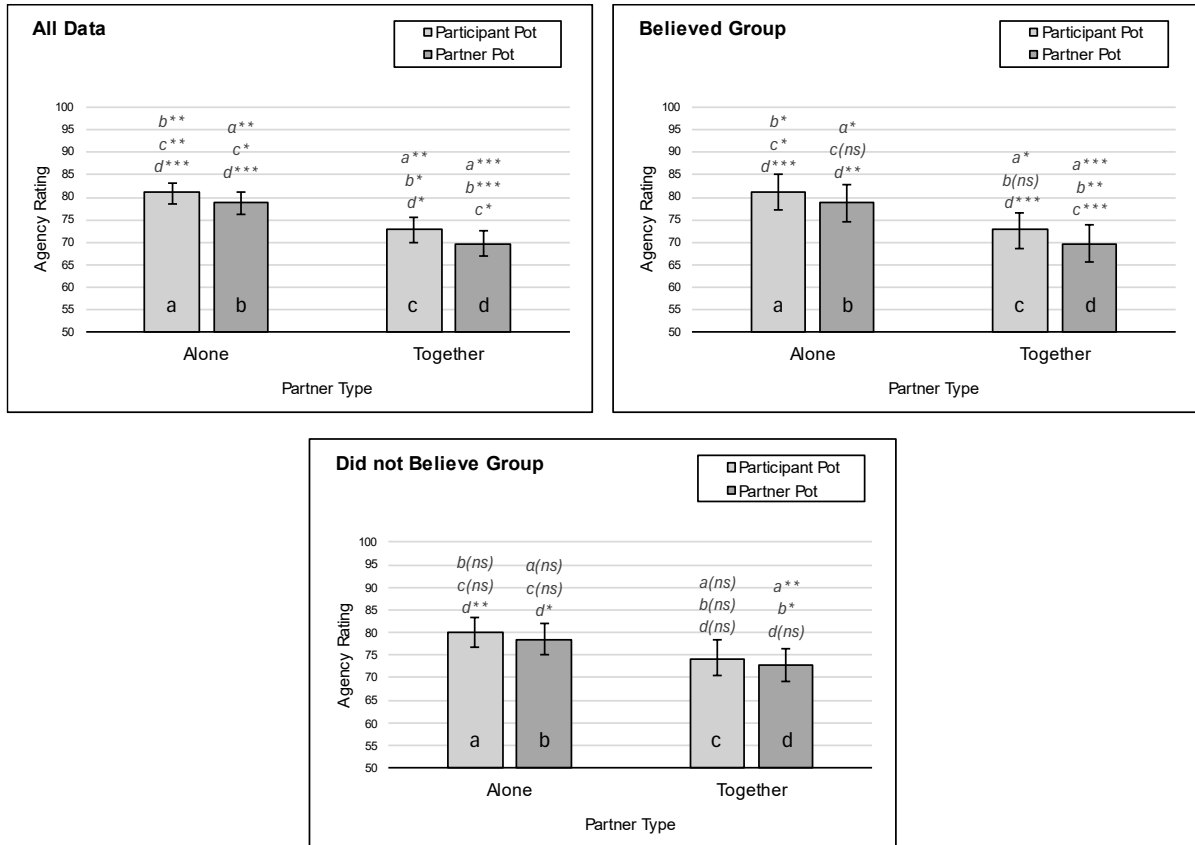 All Data
Participant Pot
Partner Pot
Agency Rating
100
95
90
85
80
75
70
65
60
55
50
b**
c**
d***
a**
c*
d***
a**
b*
d*
a***
b***
c*
a
b
c
d
Alone
Together
Partner Type
Believed Group
Participant Pot
Partner Pot
Agency Rating
100
95
90
85
80
75
70
65
60
55
50
b*
c*
d***
a*
c(ns)
d**
a*
b(ns)
d***
a***
b**
c***
a
b
c
d
Alone
Together
Partner Type
Did not Believe Group
Participant Pot
Partner Pot
Agency Rating
100
95
90
85
80
75
70
65
60
55
50
b(ns)
c(ns)
d**
a(ns)
c(ns)
d*
a(ns)
b(ns)
d(ns)
a**
b*
d(ns)
a
b
c
d
Alone
Together
Partner Type